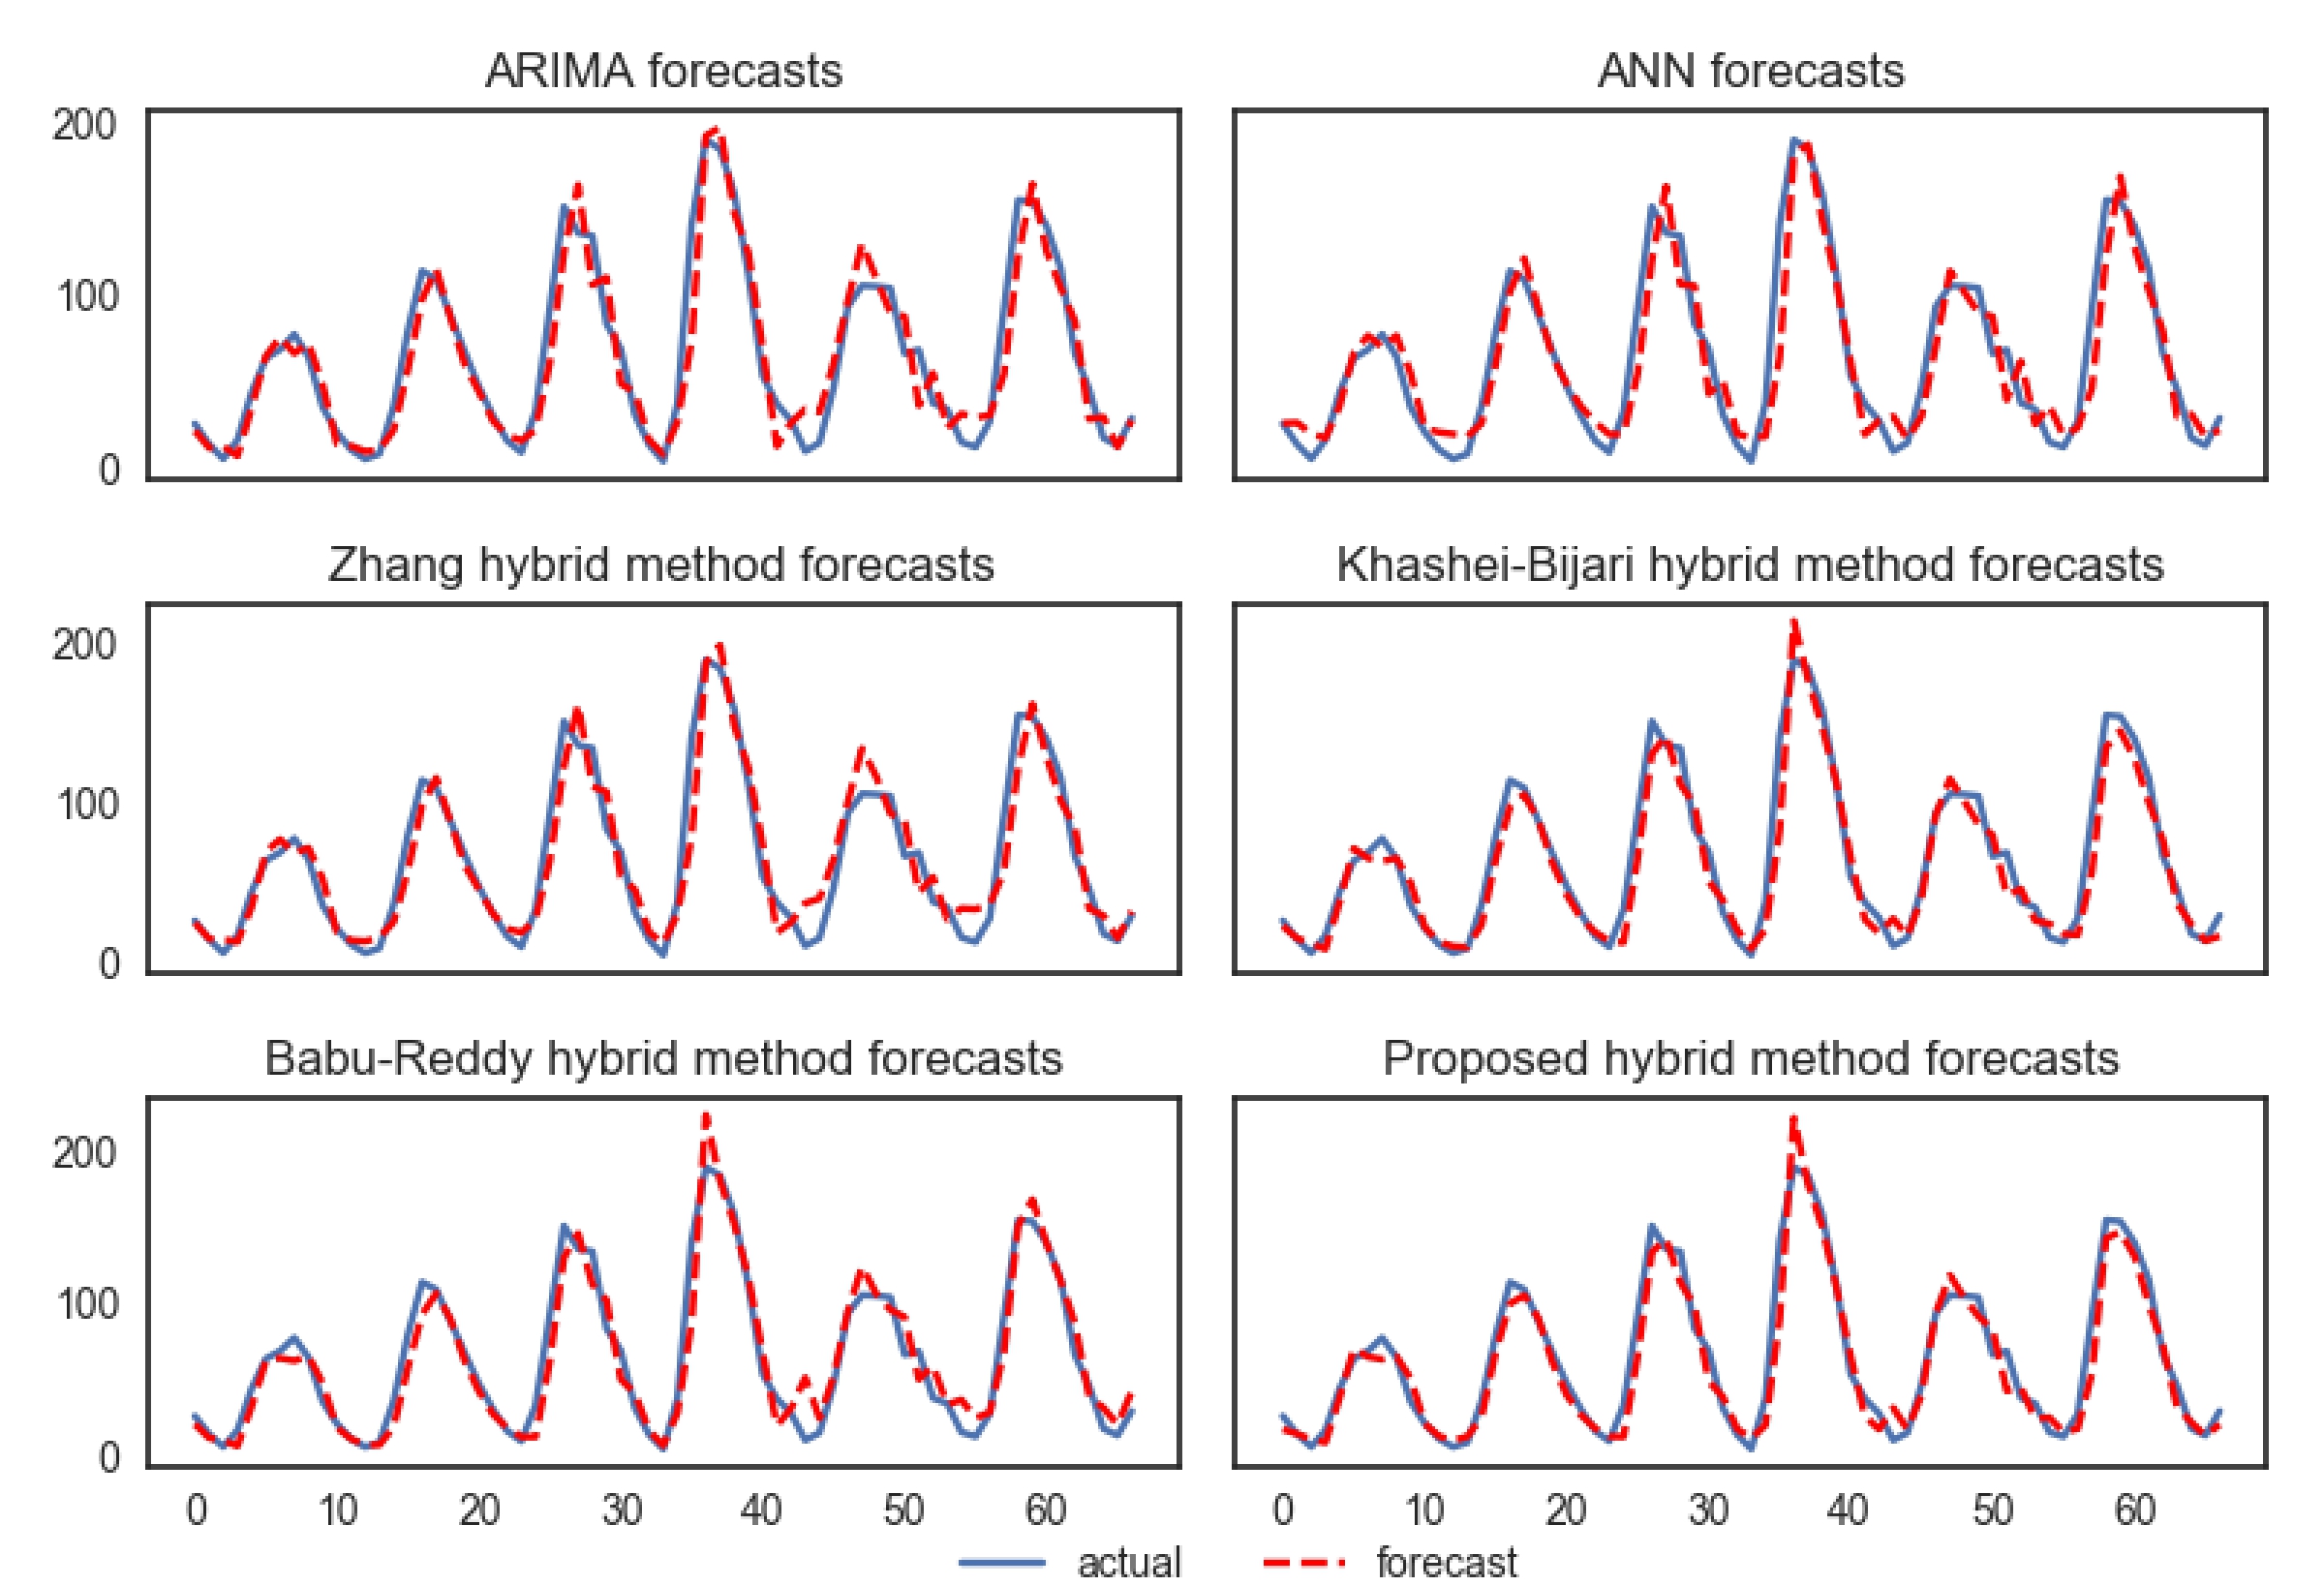 ARIMA forecasts
ANN forecasts
200
100
0
Zhang hybrid method forecasts
Khashei-Bijari hybrid method forecasts
200
100
0
Babu-Reddy hybrid method forecasts
Proposed hybrid method forecasts
200
100
0
0 10 20 30 40 50 60
0 10 20 30 40 50 60
actual forecast